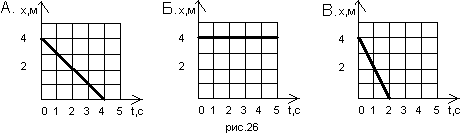 А. х,м Б. х,м В. х,м
4 4 4
2 2 2
0 1 2 3 4 5 0 1 2 3 4 5 0 1 2 3 4 5
t,с t,с t,с
рис.26